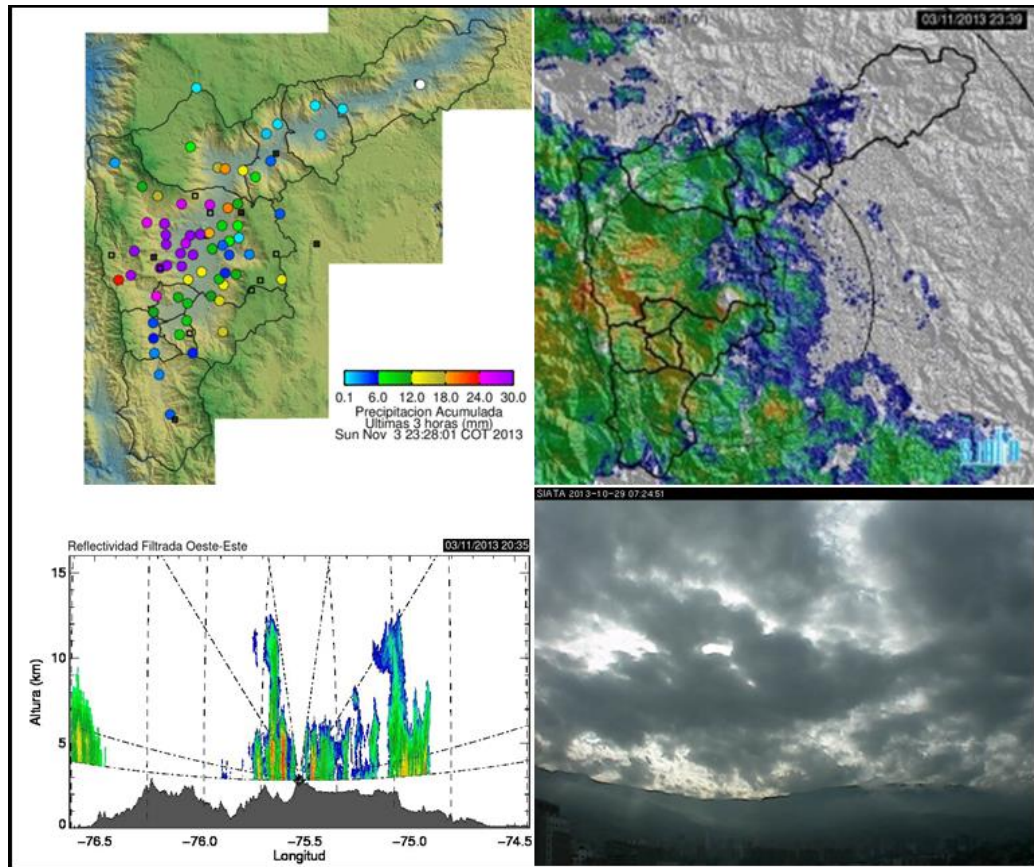 0.1 6.0 12.0 18.0 24.0 30.0
Precipitacion Acumulada
Ultimas 3 horas (mm)
Sun Nov 3 23:28:01 COT 2013
03/11/2013 23:39
Reflectividad Filtrada Oeste-Este
03/11/2013 20:35
15
10
5
0
Altura (km)
-76.5 -76.0 -75.5 -75.0 -74.5
Longitud
SIATA 2013-10-29 07:24:51